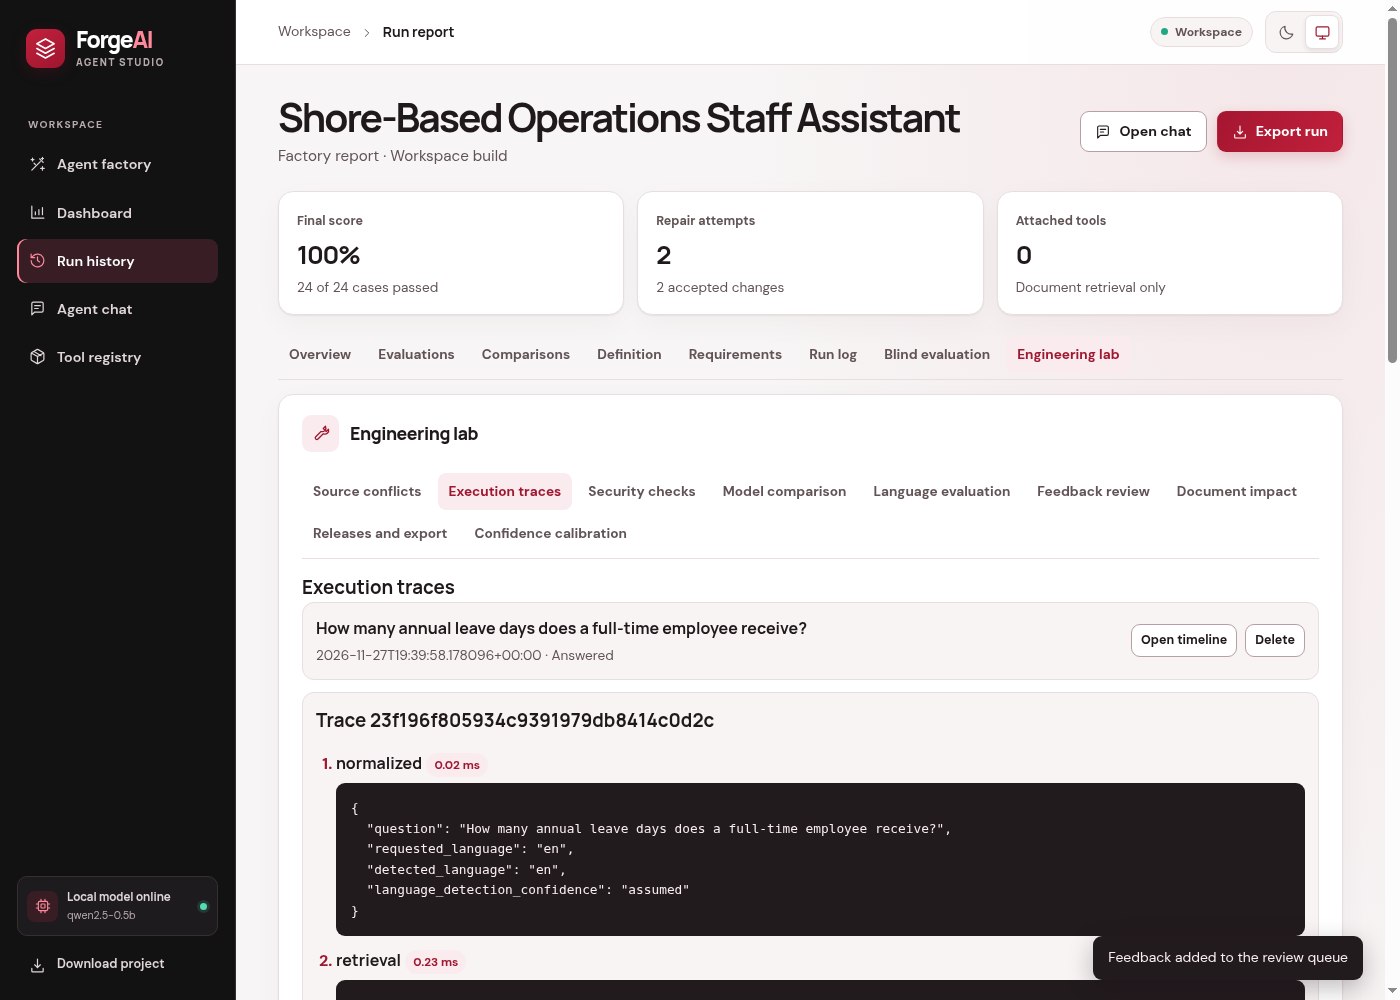 ForgeAI
AGENT STUDIO
WORKSPACE
Agent factory
Dashboard
Run history
Agent chat
Tool registry
Local model online
qwen2.5-0.5b
Download project
Workspace > Run report
Workspace
Shore-Based Operations Staff Assistant
Factory report · Workspace build
Open chat
Export run
Final score
100%
24 of 24 cases passed
Repair attempts
2
2 accepted changes
Attached tools
0
Document retrieval only
Overview Evaluations Comparisons Definition Requirements Run log Blind evaluation Engineering lab
Engineering lab
Source conflicts Execution traces Security checks Model comparison Language evaluation Feedback review Document impact
Releases and export Confidence calibration
Execution traces
How many annual leave days does a full-time employee receive?
2026-11-27T19:39:58.178096+00:00 · Answered
Open timeline
Delete
Trace 23f196f805934c9391979db8414c0d2c
1. normalized 0.02 ms
{
"question": "How many annual leave days does a full-time employee receive?",
"requested_language": "en",
"detected_language": "en",
"language_detection_confidence": "assumed"
}
2. retrieval 0.23 ms
Feedback added to the review queue